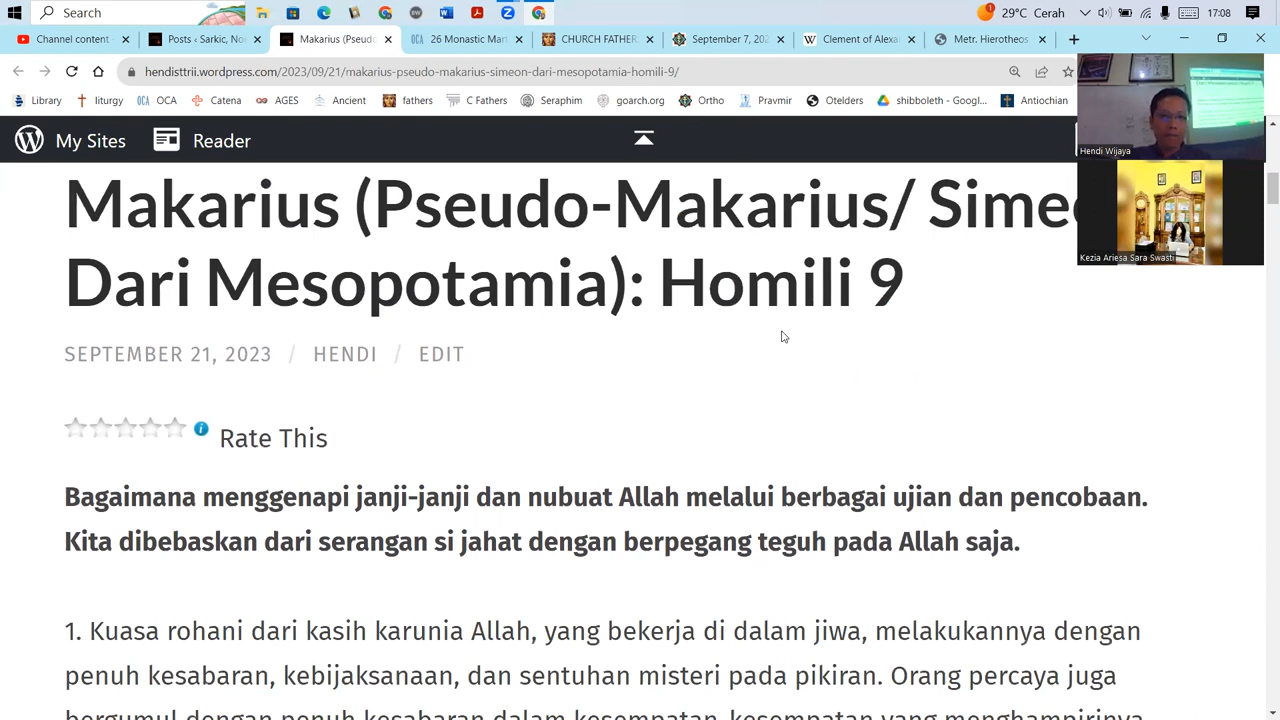 Search
29°C Cerah
17:08
Channel content
Posts ‹ Sarkic, Noe
Makarius (Pseudo
26 Monastic Mart
CHURCH FATHER
September 7, 202
Clement of Alexa
Metr. Hierotheos
hendisttrii.wordpress.com/2023/09/21/makarius-pseudo-makarius-simeon-dari-mesopotamia-homili-9/
Library
liturgy
OCA
Catena
AGES
Ancient
fathers
C Fathers
Seraphim
goarch.org
Ortho
Pravmir
Otelders
shibboleth - Googl...
Antiochian
My Sites
Reader
Hendi Wijaya
Kezia Ariesa Sara Swasti
Makarius (Pseudo-Makarius/ Sime
Dari Mesopotamia): Homili 9
SEPTEMBER 21, 2023 / HENDI / EDIT
Rate This
Bagaimana menggenapi janji-janji dan nubuat Allah melalui berbagai ujian dan pencobaan.
Kita dibebaskan dari serangan si jahat dengan berpegang teguh pada Allah saja.
1. Kuasa rohani dari kasih karunia Allah, yang bekerja di dalam jiwa, melakukannya dengan
penuh kesabaran, kebijaksanaan, dan sentuhan misteri pada pikiran. Orang percaya juga
bergumul dengan penuh kesabaran dalam kesempatan-kesempatan yang menghampirinya